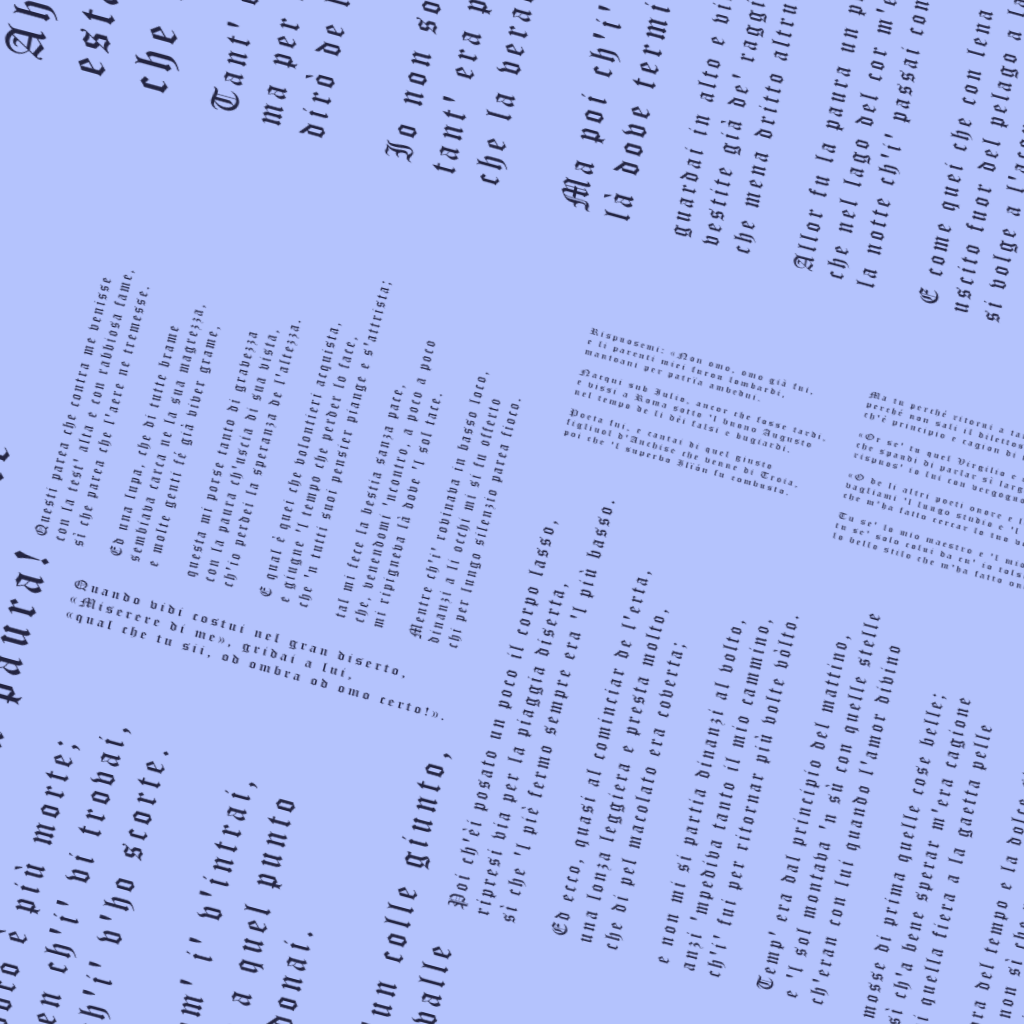 Ah
esta
che
paura!
Tant' è
ma per
dirò de l
più morte;
ch'i' vi trovai,
ch'i' v'ho scorte.
Io non so
tant' era p
che la vera
i' v'intrai,
a quel punto
Ma poi ch'i'
là dove termi
un colle giunto,
valle
guardai in alto e vi
vestite già de' raggi
che mena dritto altru
Allor fu la paura un p
che nel lago del cor m'e
la notte ch'i' passai con
E come quei che con lena
uscito fuor del pelago a la
si volge a l'acq
Poi ch'èi posato un poco il corpo lasso,
ripresi via per la piaggia diserta,
sì che 'l piè fermo sempre era 'l più basso.
Ed ecco, quasi al cominciar de l'erta,
una lonza leggiera e presta molto,
che di pel macolato era coverta;
e non mi si partia dinanzi al volto,
anzi 'mpediva tanto il mio cammino,
ch'i' fui per ritornar più volte vòlto.
Temp' era dal principio del mattino,
e 'l sol montava 'n sù con quelle stelle
ch'eran con lui quando l'amor divino
mosse di prima quelle cose belle;
sì ch'a bene sperar m'era cagione
i quella fiera a la gaetta pelle
del tempo e la dolc
non sì che
Questi parea che contra me venisse
con la test' alta e con rabbiosa fame,
sì che parea che l'aere ne tremesse.
Ed una lupa, che di tutte brame
sembiava carca ne la sua magrezza,
e molte genti fé già viver grame,
questa mi porse tanto di gravezza
con la paura ch'uscia di sua vista,
ch'io perdei la speranza de l'altezza.
E qual è quei che volontieri acquista,
e giugne 'l tempo che perder lo face,
che 'n tutti suoi pensier piange e s'attrista;
tal mi fece la bestia sanza pace,
che, venendomi 'ncontro, a poco a poco
mi ripigneva là dove 'l sol tace.
Mentre ch'i' rovinava in basso loco,
dinanzi a li occhi mi si fu offerto
chi per lungo silenzio parea fioco.
Quando vidi costui nel gran diserto,
«Miserere di me», gridai a lui,
«qual che tu sii, od ombra od omo certo!».
Rispuosemi: «Non omo, omo già fui,
e li parenti miei furon lombardi,
mantoani per patrïa ambedui.
Nacqui sub Iulio, ancor che fosse tardi,
e vissi a Roma sotto 'l buono Augusto
nel tempo de li dèi falsi e bugiardi.
Poeta fui, e cantai di quel giusto
figliuol d'Anchise che venne di Troia,
poi che 'l superbo Ilïón fu combusto.
Ma tu perché ritorni a ta
perché non sali il dilettos
ch'è principio e cagion di
«Or se' tu quel Virgilio e
che spandi di parlar sì larg
rispuos' io lui con vergogn
«O de li altri poeti onore e l
vagliami 'l lungo studio e 'l
che m'ha fatto cercar lo tuo
Tu se' lo mio maestro e 'l mi
tu se' solo colui da cu' io tols
lo bello stilo che m'ha fatto on